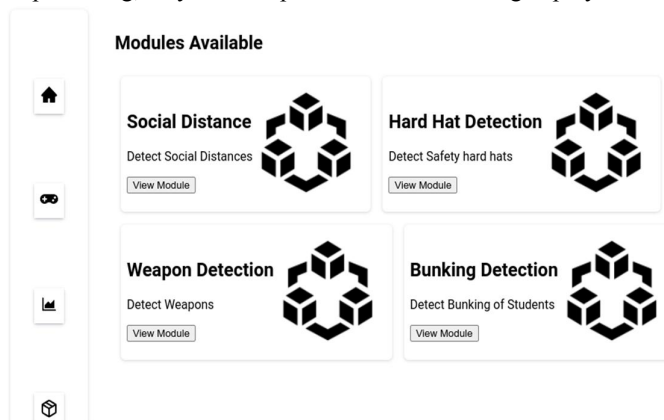 Modules Available
Social Distance
Detect Social Distances
View Module
Hard Hat Detection
Detect Safety hard hats
View Module
Weapon Detection
Detect Weapons
View Module
Bunking Detection
Detect Bunking of Students
View Module